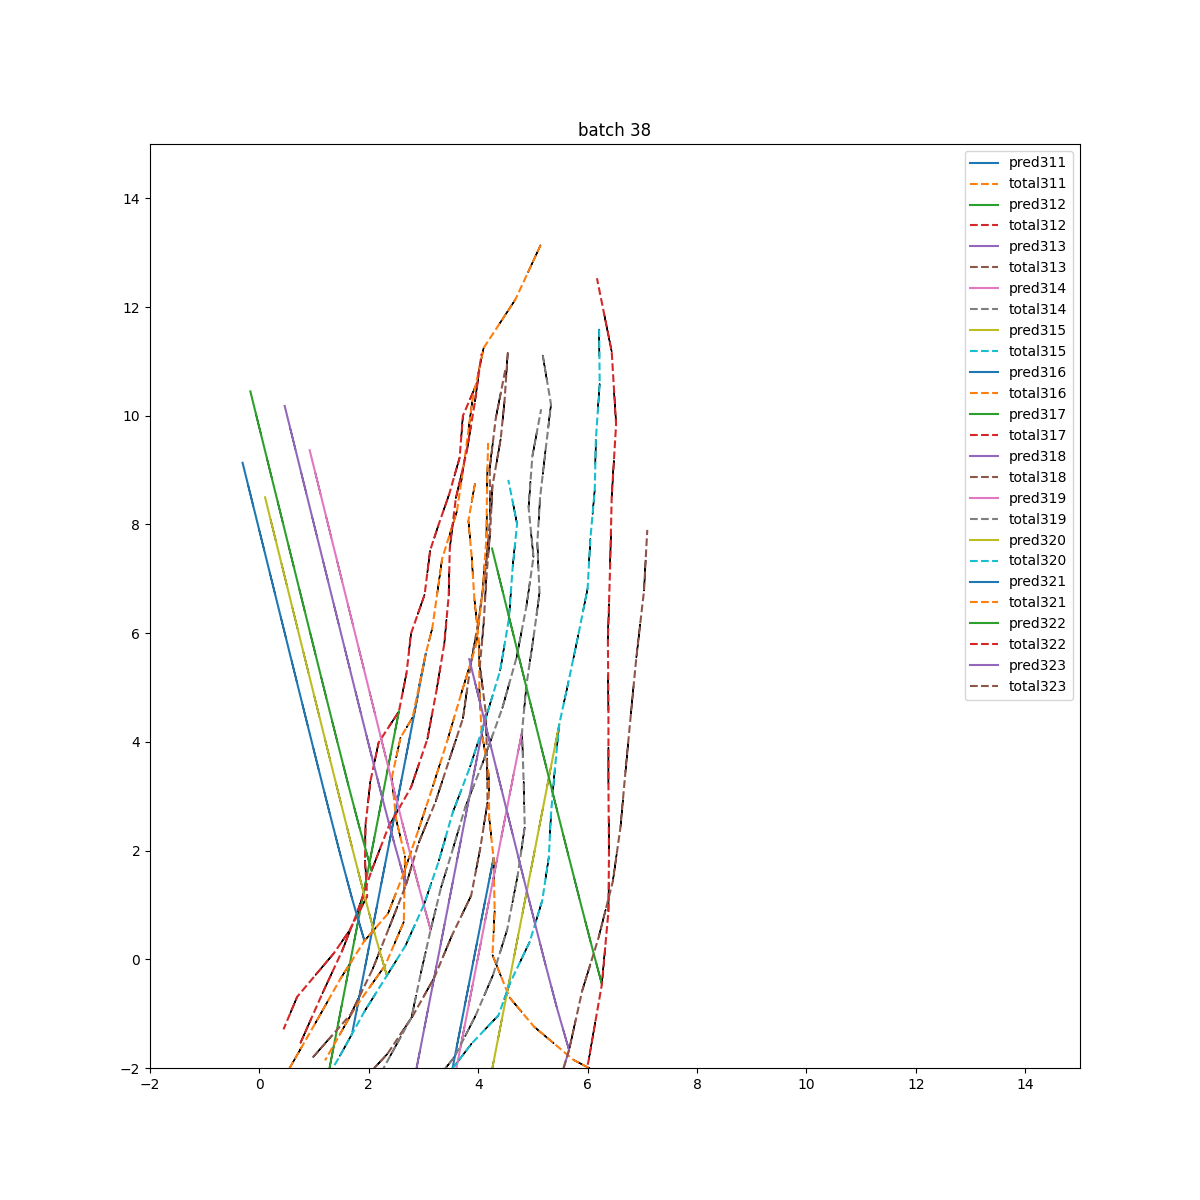 batch 38
pred311
total311
pred312
total312
pred313
total313
pred314
total314
pred315
total315
pred316
total316
pred317
total317
pred318
total318
pred319
total319
pred320
total320
pred321
total321
pred322
total322
pred323
total323
14
12
10
8
6
4
2
0
−2
−2 0 2 4 6 8 10 12 14